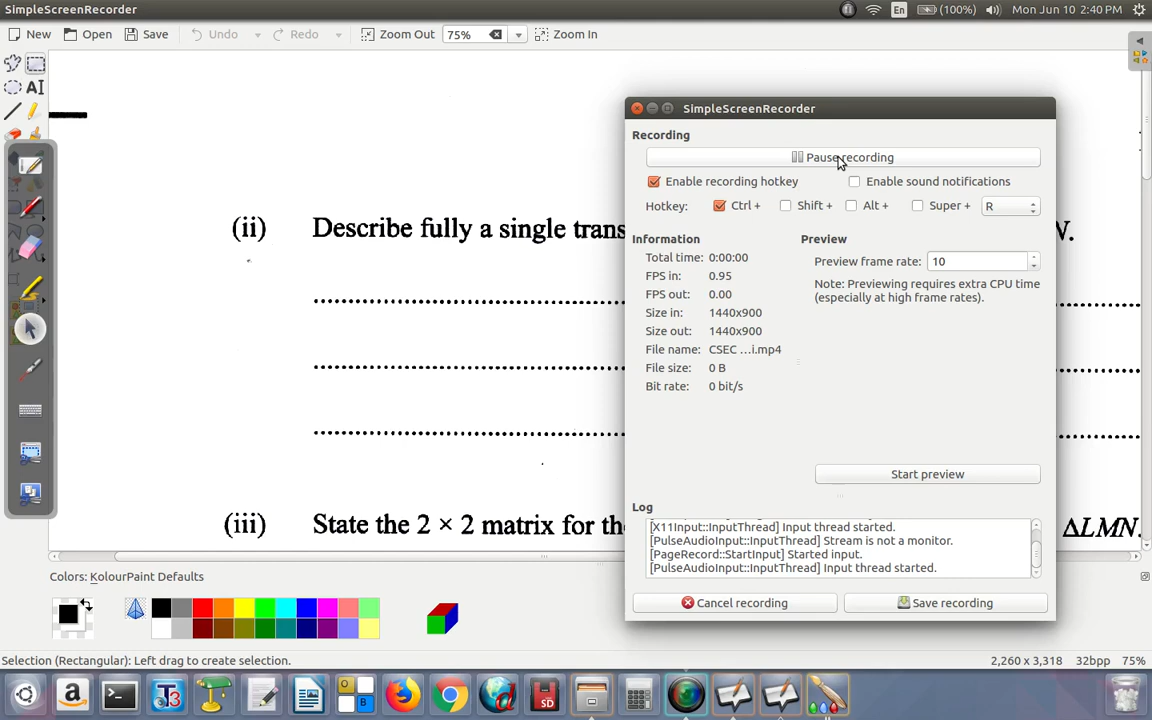 SimpleScreenRecorder
En (100%) Mon Jun 10 2:40 PM
New Open Save Undo Redo Zoom Out 75% Zoom In
(ii) Describe fully a single trans
N.
(iii) State the 2 × 2 matrix for th
ΔLMN.
SimpleScreenRecorder
Recording
Pause recording
Enable recording hotkey Enable sound notifications
Hotkey: Ctrl + Shift + Alt + Super + R
Information
Total time: 0:00:00
FPS in: 0.95
FPS out: 0.00
Size in: 1440x900
Size out: 1440x900
File name: CSEC ...i.mp4
File size: 0 B
Bit rate: 0 bit/s
Preview
Preview frame rate: 10
Note: Previewing requires extra CPU time
(especially at high frame rates).
Start preview
Log
[X11Input::InputThread] Input thread started.
[PulseAudioInput::InputThread] Stream is not a monitor.
[PageRecord::StartInput] Started input.
[PulseAudioInput::InputThread] Input thread started.
Cancel recording Save recording
Colors: KolourPaint Defaults
Selection (Rectangular): Left drag to create selection.
2,260 x 3,318 32bpp 75%